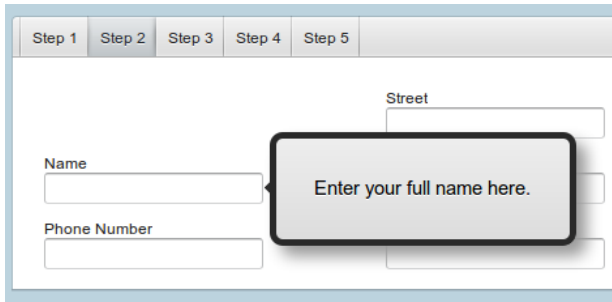 Step 1 Step 2 Step 3 Step 4 Step 5
Street
Name
Enter your full name here.
Phone Number